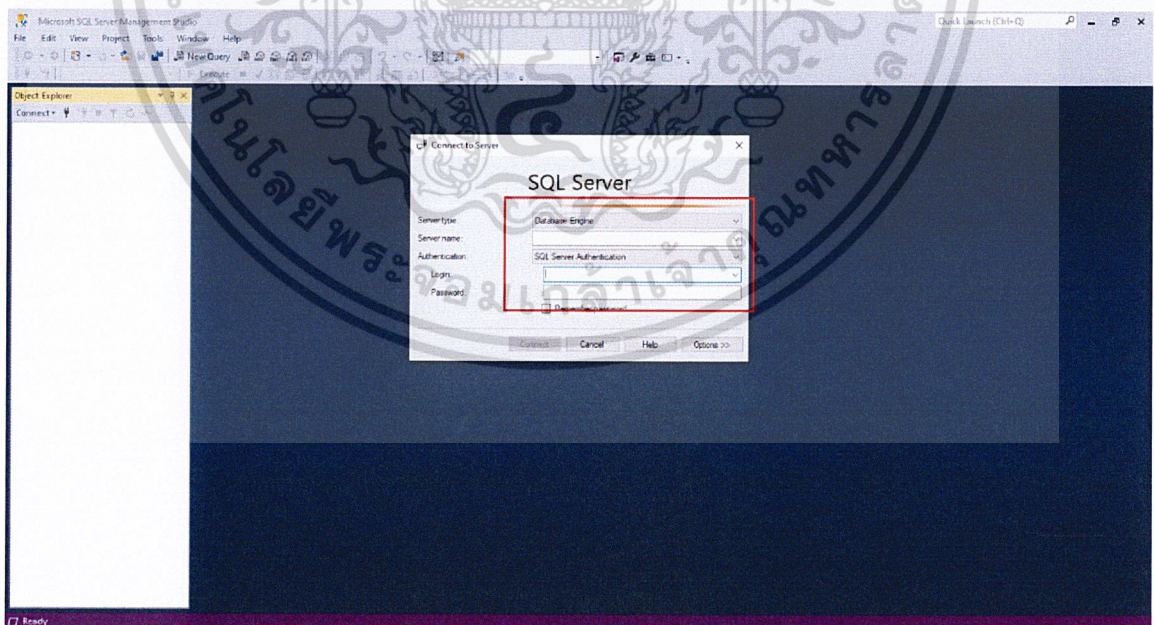 Microsoft SQL Server Management Studio
Quick Launch (Ctrl+Q)
File Edit View Project Tools Window Help
New Query
Execute
Object Explorer
Connect
Connect to Server
SQL Server
Server type:
Database Engine
Server name:
Authentication:
SQL Server Authentication
Login:
Password:
Remember password
Connect
Cancel
Help
Options >>
Ready